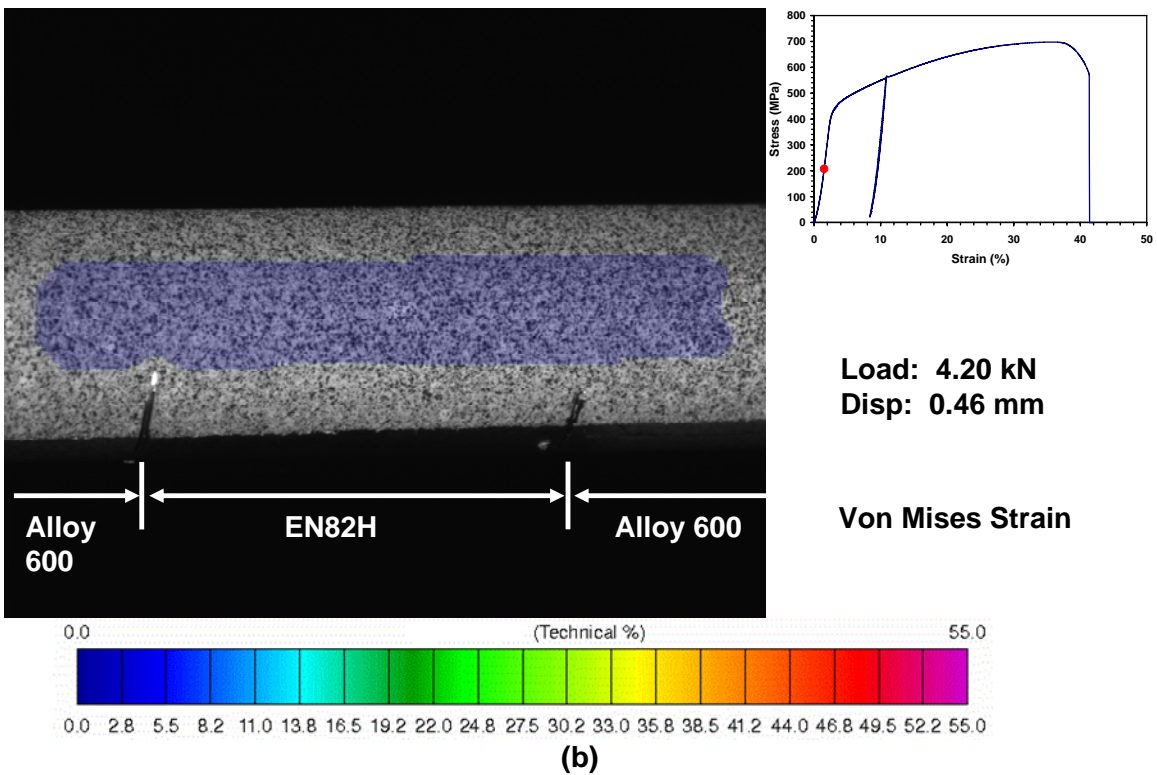 800
700
600
500
400
300
200
100
0
Stress (MPa)
0 10 20 30 40 50
Strain (%)
Load: 4.20 kN
Disp: 0.46 mm
Von Mises Strain
Alloy
600
EN82H
Alloy 600
0.0 (Technical %) 55.0
0.0 2.8 5.5 8.2 11.0 13.8 16.5 19.2 22.0 24.8 27.5 30.2 33.0 35.8 38.5 41.2 44.0 46.8 49.5 52.2 55.0
(b)